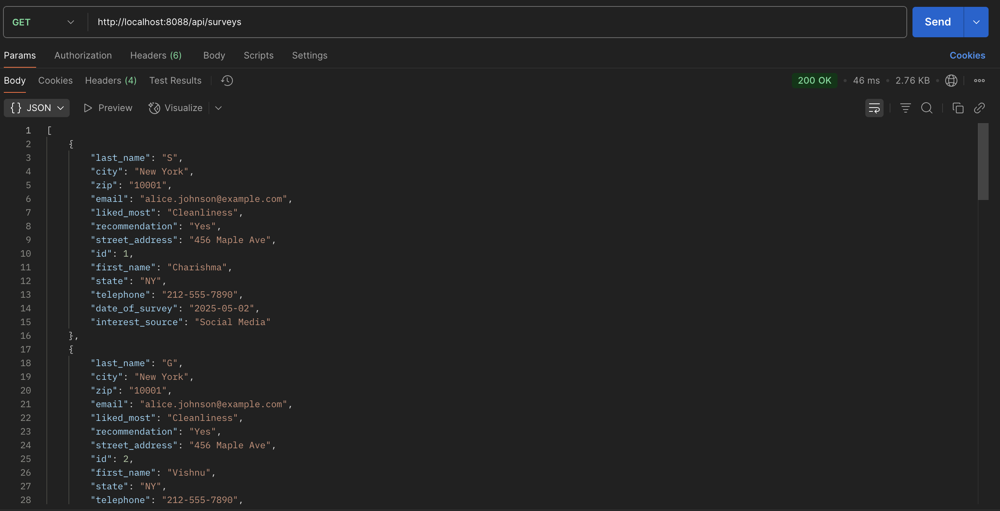 GET http://localhost:8088/api/surveys Send
Params Authorization Headers (6) Body Scripts Settings Cookies
Body Cookies Headers (4) Test Results 200 OK • 46 ms • 2.76 KB •
{} JSON Preview Visualize
1 [
2 {
3 "last_name": "S",
4 "city": "New York",
5 "zip": "10001",
6 "email": "alice.johnson@example.com",
7 "liked_most": "Cleanliness",
8 "recommendation": "Yes",
9 "street_address": "456 Maple Ave",
10 "id": 1,
11 "first_name": "Charishma",
12 "state": "NY",
13 "telephone": "212-555-7890",
14 "date_of_survey": "2025-05-02",
15 "interest_source": "Social Media"
16 },
17 {
18 "last_name": "G",
19 "city": "New York",
20 "zip": "10001",
21 "email": "alice.johnson@example.com",
22 "liked_most": "Cleanliness",
23 "recommendation": "Yes",
24 "street_address": "456 Maple Ave",
25 "id": 2,
26 "first_name": "Vishnu",
27 "state": "NY",
28 "telephone": "212-555-7890",